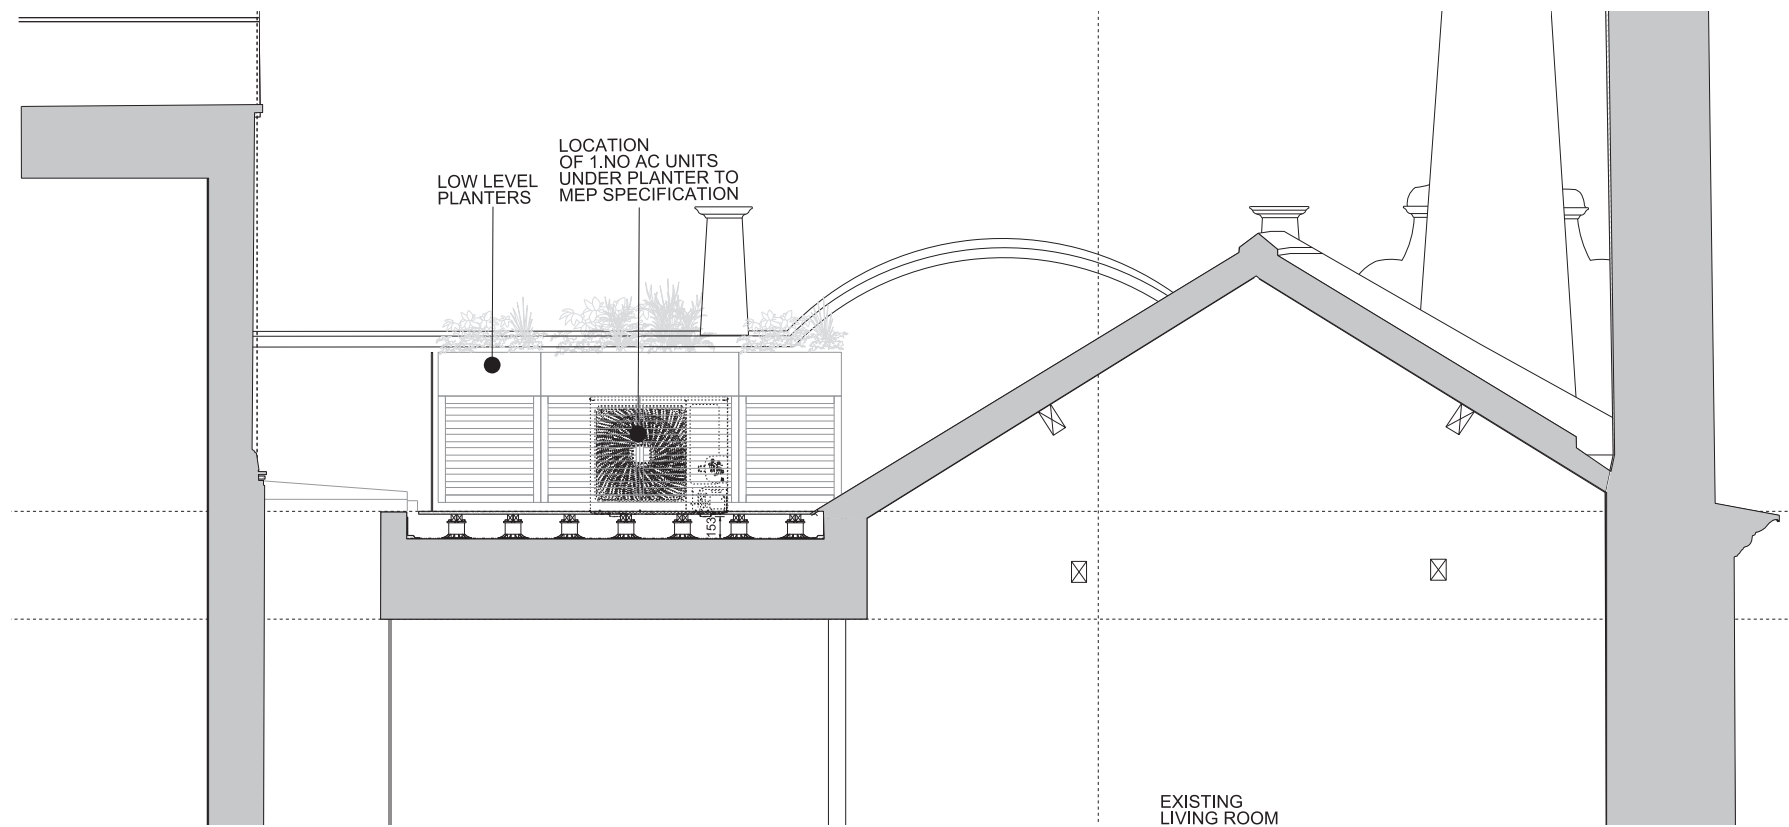 LOCATION
OF 1.NO AC UNITS
UNDER PLANTER TO
MEP SPECIFICATION
LOW LEVEL
PLANTERS
153
EXISTING
LIVING ROOM